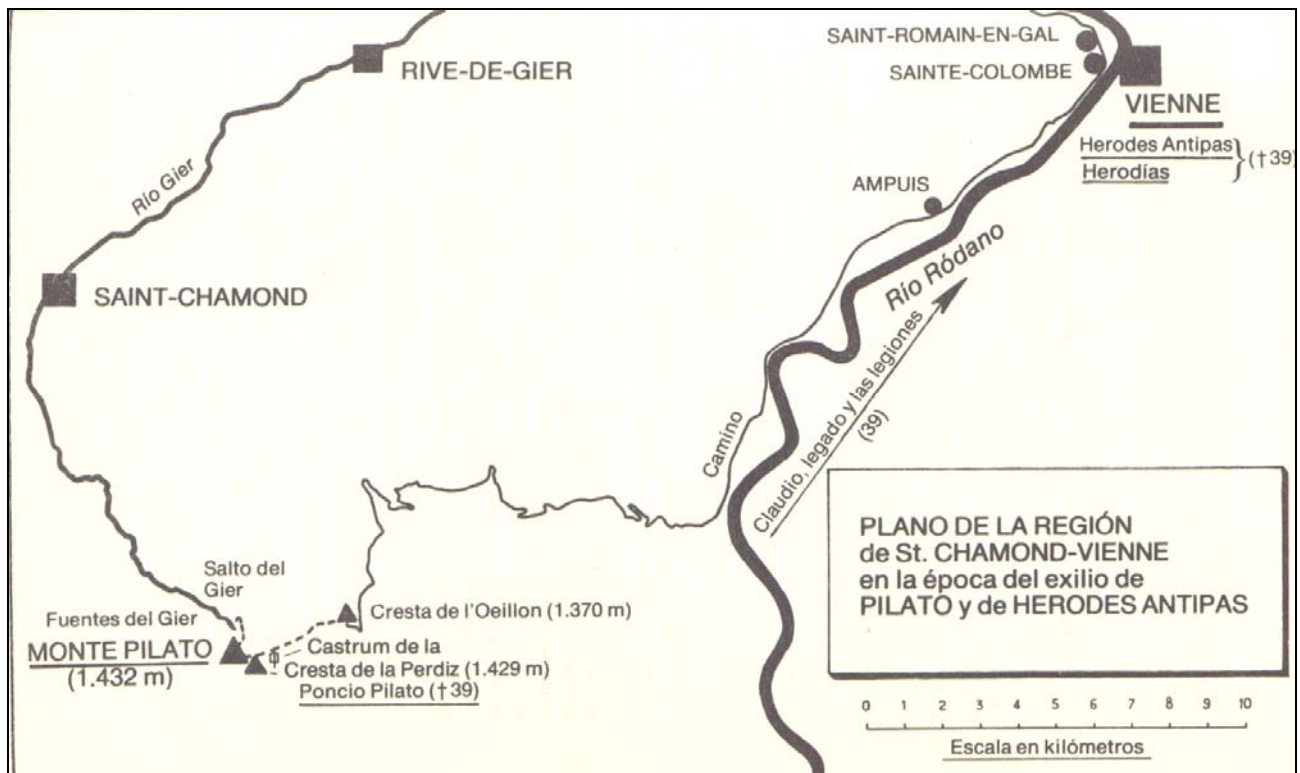 SAINT-ROMAIN-EN-GAL
SAINTE-COLOMBE
RIVE-DE-GIER
VIENNE
Herodes Antipas
Herodías
(†39)
AMPUIS
Río Gier
SAINT-CHAMOND
Río Ródano
Claudio, legado y las legiones
(39)
Camino
PLANO DE LA REGIÓN
de St. CHAMOND-VIENNE
en la época del exilio de
PILATO y de HERODES ANTIPAS
Salto del
Gier
Fuentes del Gier
Cresta de l'Oeillon (1.370 m)
MONTE PILATO
(1.432 m)
Castrum de la
Cresta de la Perdiz (1.429 m)
Poncio Pilato (†39)
0 1 2 3 4 5 6 7 8 9 10
Escala en kilómetros